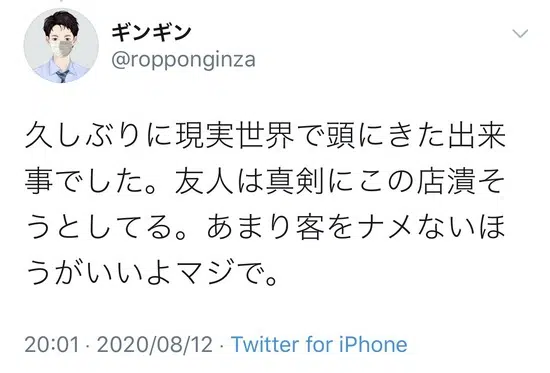 ギンギン
@ropponginza
久しぶりに現実世界で頭にきた出来
事でした。友人は真剣にこの店潰そ
うとしてる。あまり客をナメないほ
うがいいよマジで。
20:01 · 2020/08/12 · Twitter for iPhone